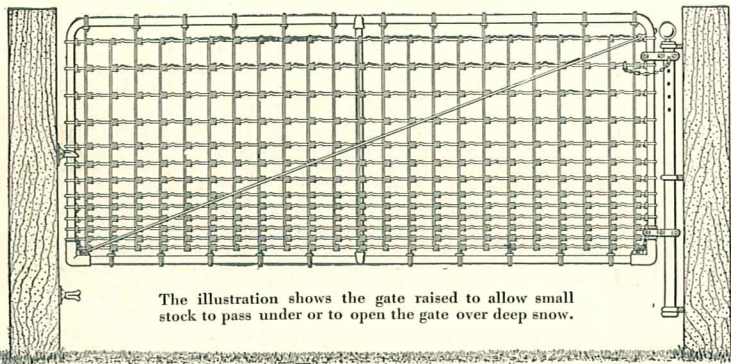 The illustration shows the gate raised to allow small
stock to pass under or to open the gate over deep snow.